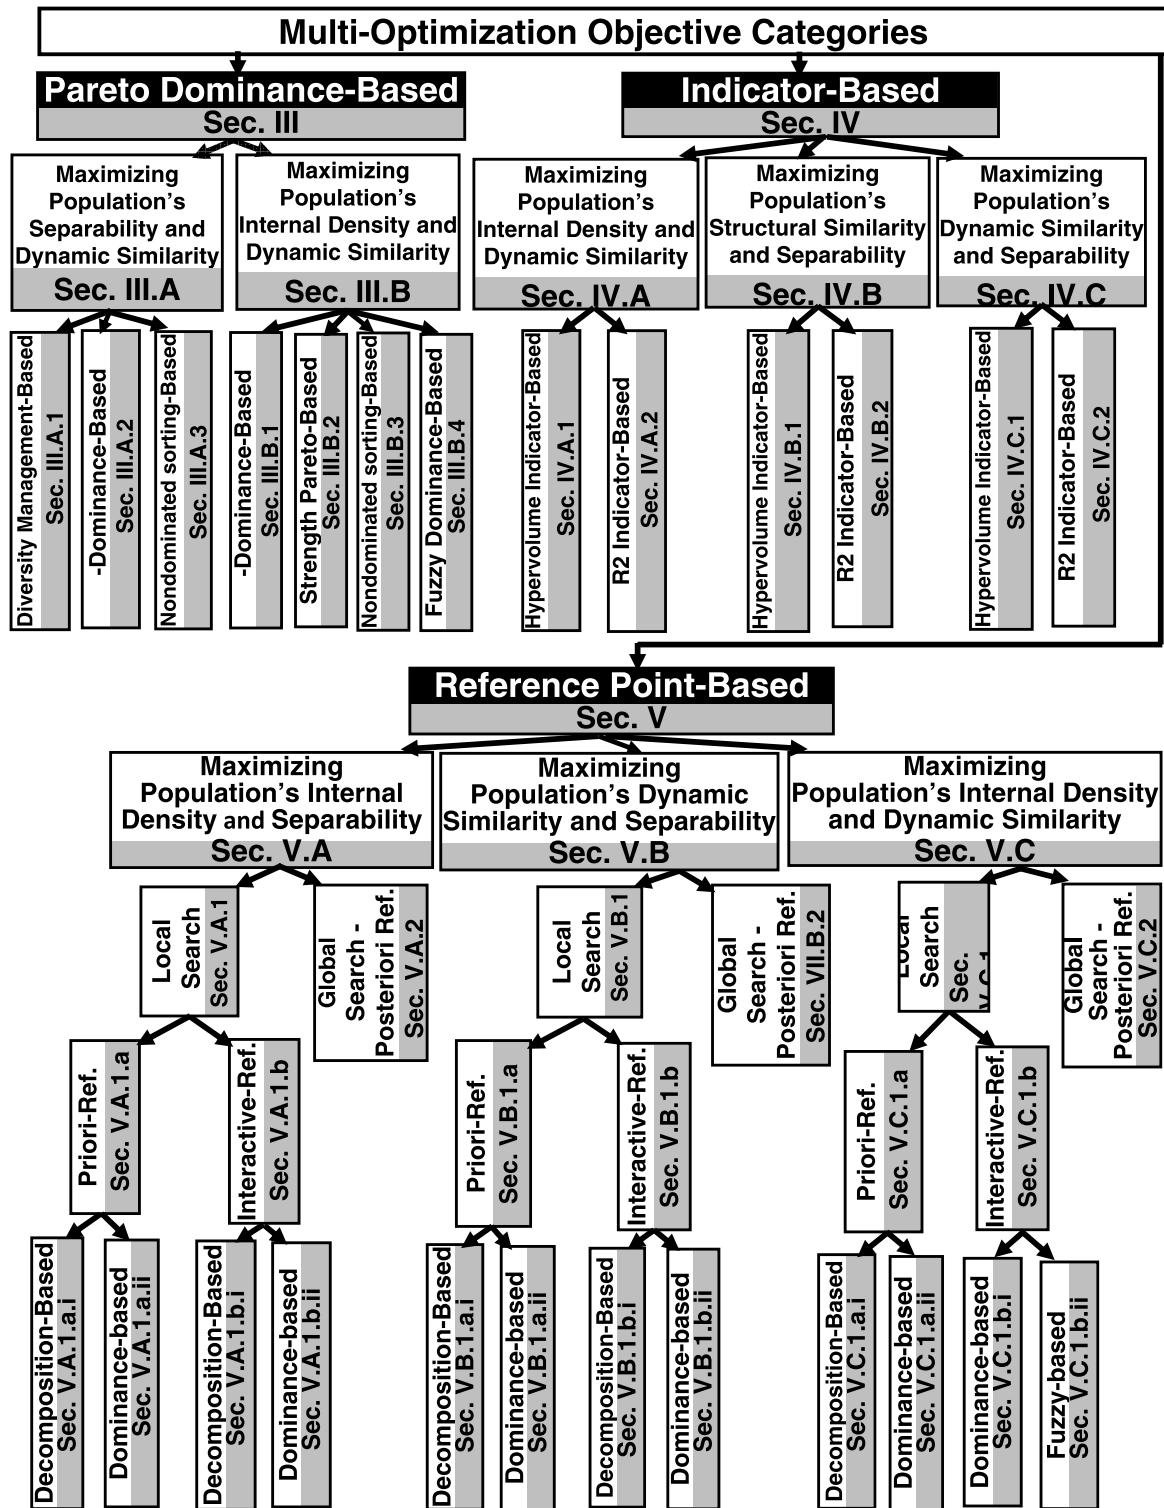 Multi-Optimization Objective Categories
Pareto Dominance-Based
Sec. III
Indicator-Based
Sec. IV
Maximizing
Population's
Separability and
Dynamic Similarity
Sec. III.A
Maximizing
Population's
Internal Density and
Dynamic Similarity
Sec. III.B
Maximizing
Population's
Internal Density and
Dynamic Similarity
Sec. IV.A
Maximizing
Population's
Structural Similarity
and Separability
Sec. IV.B
Maximizing
Population's
Dynamic Similarity
and Separability
Sec. IV.C
Diversity Management-Based
Sec. III.A.1
-Dominance-Based
Sec. III.A.2
Nondominated sorting-Based
Sec. III.A.3
-Dominance-Based
Sec. III.B.1
Strength Pareto-Based
Sec. III.B.2
Nondominated sorting-Based
Sec. III.B.3
Fuzzy Dominance-Based
Sec. III.B.4
Hypervolume Indicator-Based
Sec. IV.A.1
R2 Indicator-Based
Sec. IV.A.2
Hypervolume Indicator-Based
Sec. IV.B.1
R2 Indicator-Based
Sec. IV.B.2
Hypervolume Indicator-Based
Sec. IV.C.1
R2 Indicator-Based
Sec. IV.C.2
Reference Point-Based
Sec. V
Maximizing
Population's Internal
Density and Separability
Sec. V.A
Maximizing
Population's Dynamic
Similarity and Separability
Sec. V.B
Maximizing
Population's Internal Density
and Dynamic Similarity
Sec. V.C
Local
Search
Sec. V.A.1
Global
Search -
Posteriori Ref.
Sec. V.A.2
Local
Search
Sec. V.B.1
Global
Search -
Posteriori Ref.
Sec. VII.B.2
Local
Search
Sec.
V.C.1
Global
Search -
Posteriori Ref.
Sec. V.C.2
Priori-Ref.
Sec. V.A.1.a
Interactive-Ref.
Sec. V.A.1.b
Priori-Ref.
Sec. V.B.1.a
Interactive-Ref.
Sec. V.B.1.b
Priori-Ref.
Sec. V.C.1.a
Interactive-Ref.
Sec. V.C.1.b
Decomposition-Based
Sec. V.A.1.a.i
Dominance-based
Sec. V.A.1.a.ii
Decomposition-Based
Sec. V.A.1.b.i
Dominance-based
Sec. V.A.1.b.ii
Decomposition-Based
Sec. V.B.1.a.i
Dominance-based
Sec. V.B.1.a.ii
Decomposition-Based
Sec. V.B.1.b.i
Dominance-based
Sec. V.B.1.b.ii
Decomposition-Based
Sec. V.C.1.a.i
Dominance-based
Sec. V.C.1.a.ii
Dominance-based
Sec. V.C.1.b.i
Fuzzy-based
Sec. V.C.1.b.ii